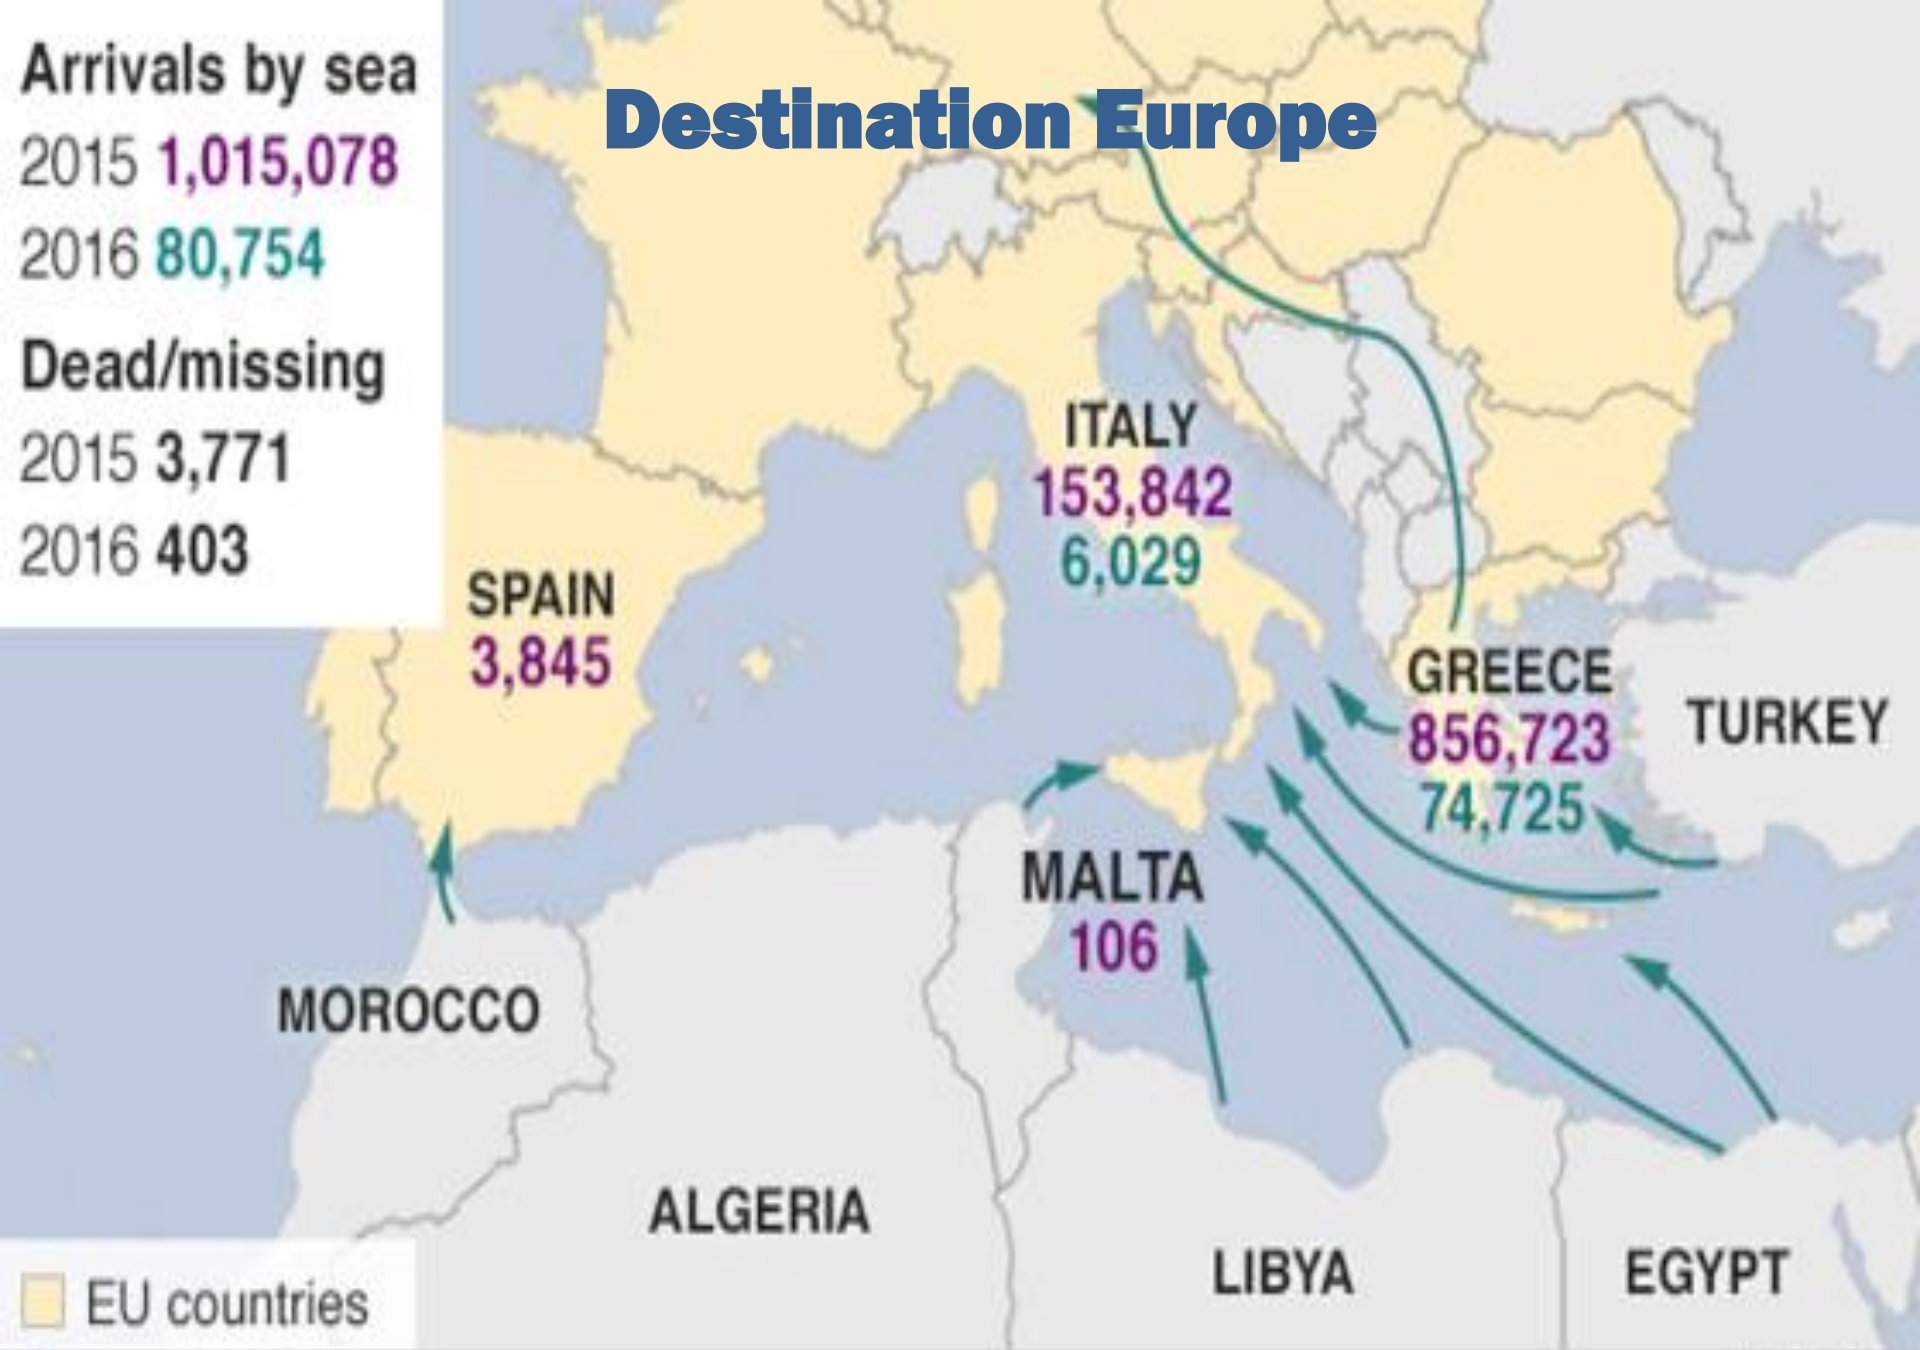 Destination Europe
Arrivals by sea
2015 1,015,078
2016 80,754
Dead/missing
2015 3,771
2016 403
ITALY
153,842
6,029
SPAIN
3,845
GREECE
856,723
74,725
TURKEY
MALTA
106
MOROCCO
ALGERIA
LIBYA
EGYPT
EU countries